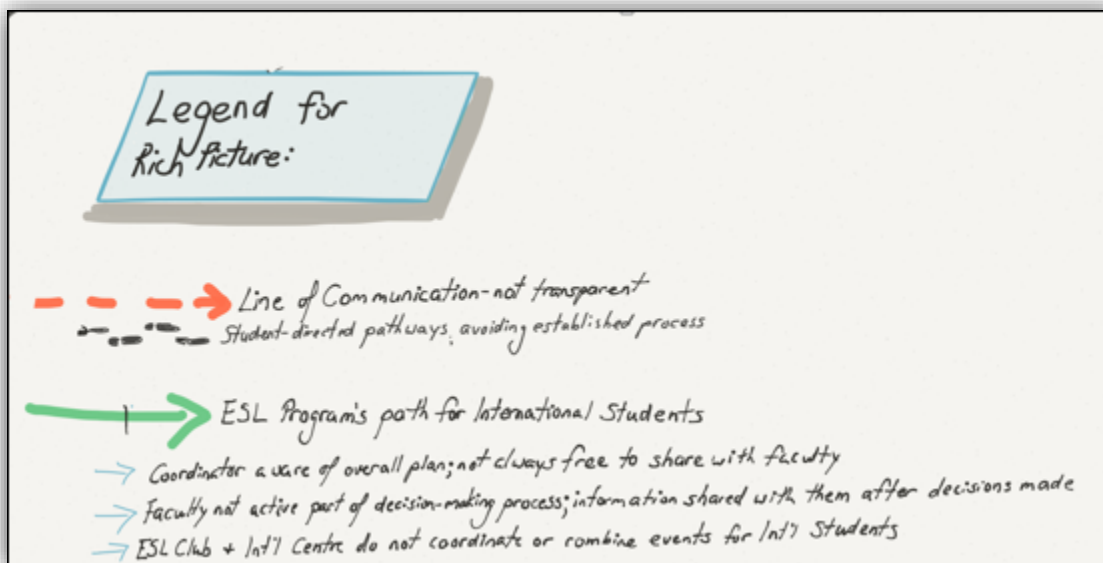 Legend for
Rich Picture:
Line of Communication-not transparent
Student-directed pathways, avoiding established process
ESL Program's path for International Students
Coordinator aware of overall plan; not always free to share with faculty
Faculty not active part of decision-making process; information shared with them after decisions made
ESL Club + Int'l Centre do not coordinate or combine events for Int'l Students